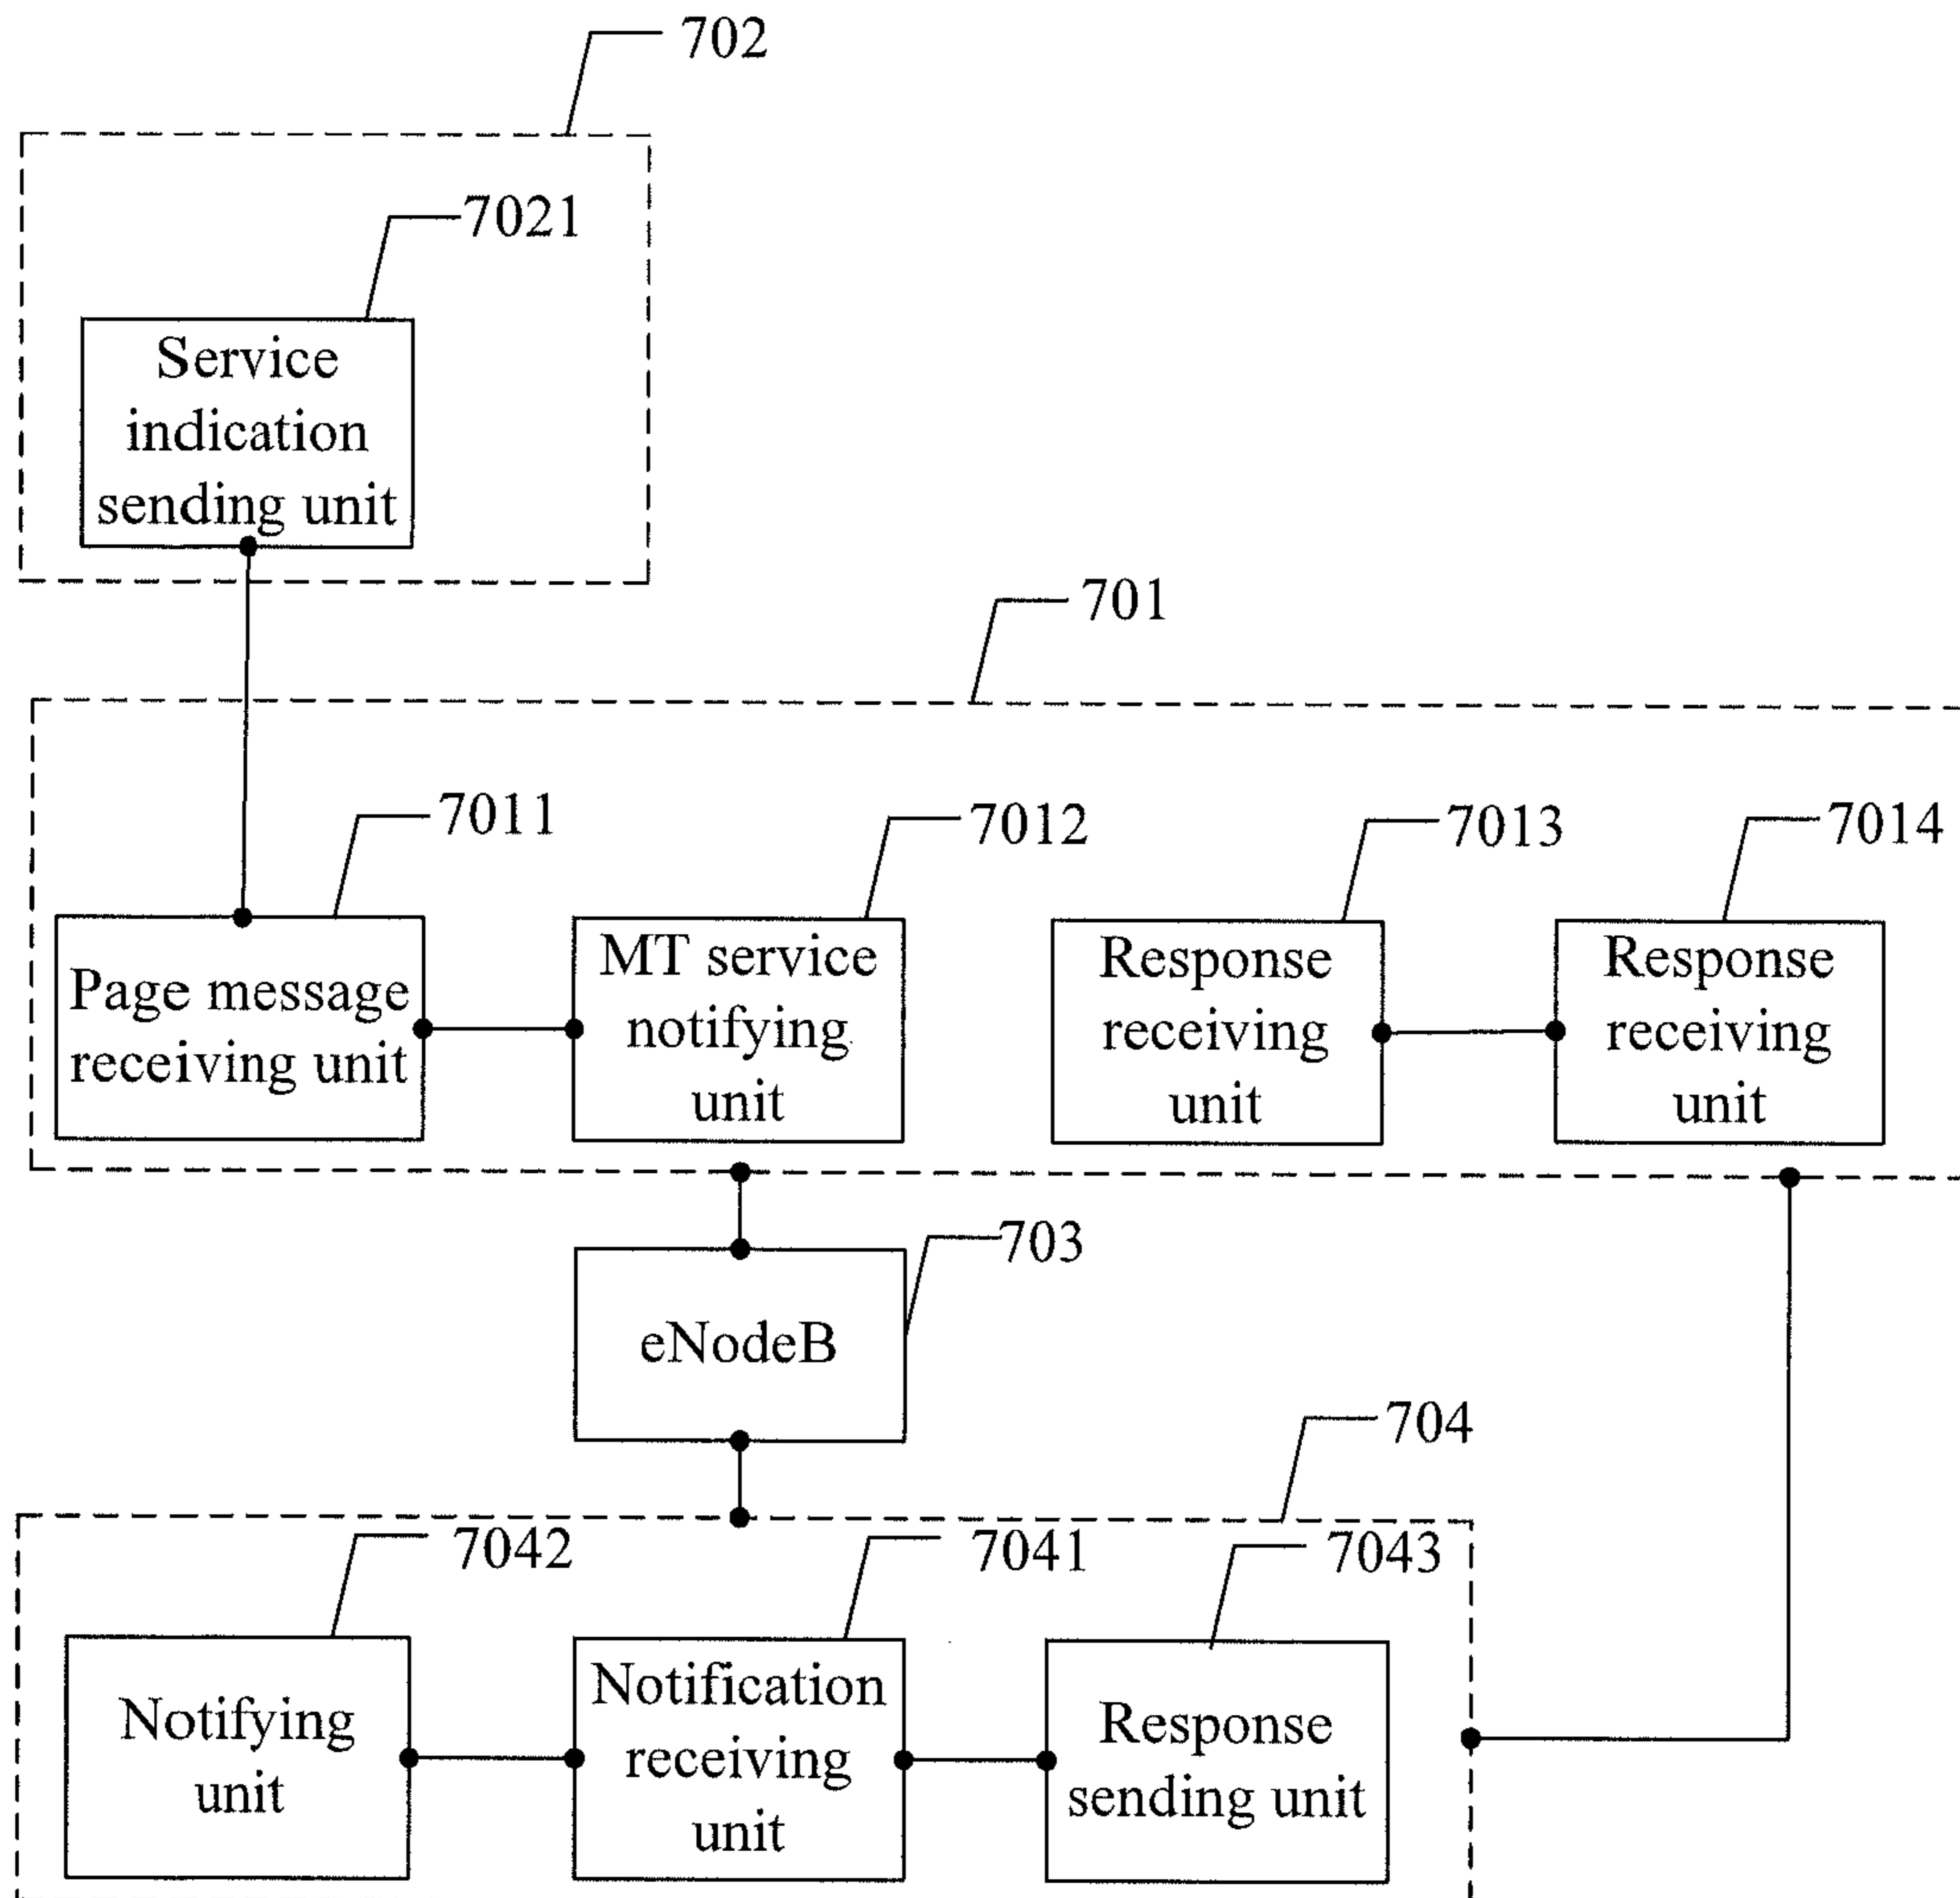 702
7021
Service
indication
sending unit
701
7011
7012
7013
7014
Page message
receiving unit
MT service
notifying
unit
Response
receiving
unit
Response
receiving
unit
703
eNodeB
704
7042
7041
7043
Notifying
unit
Notification
receiving
unit
Response
sending unit